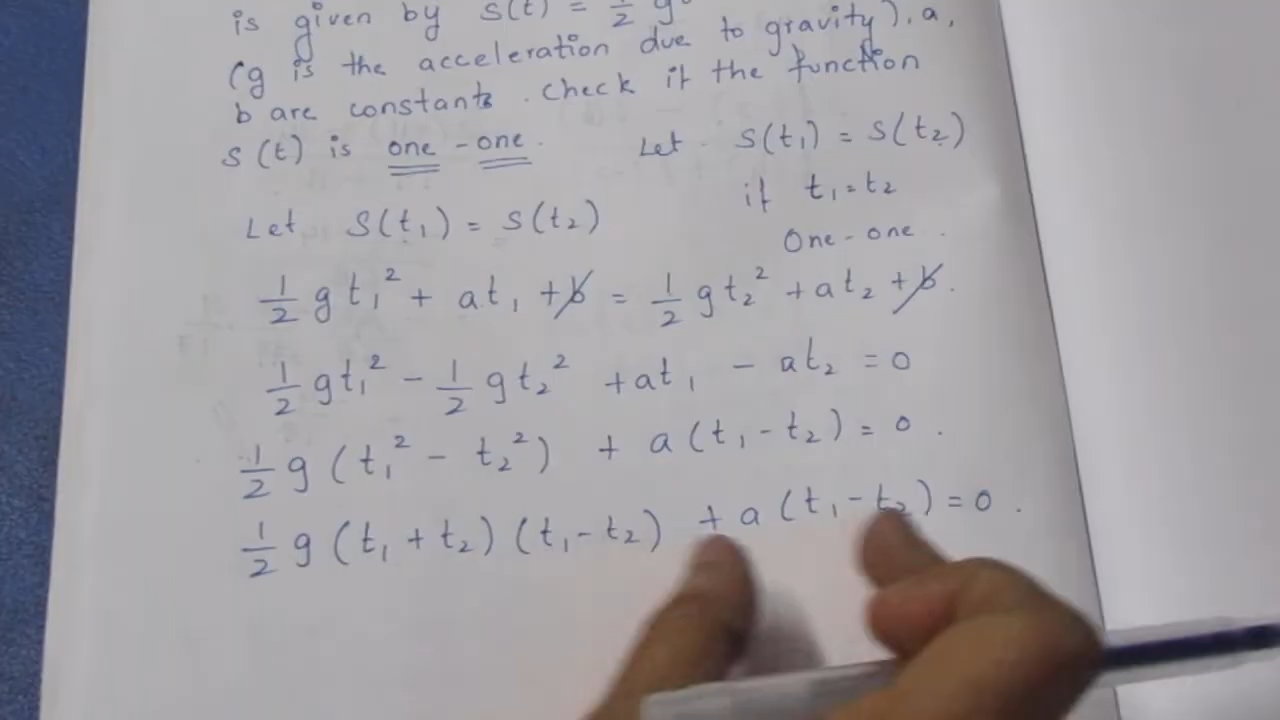 is given by s(t) = 1/2 g
(g is the acceleration due to gravity). a,
b are constants. Check if the function
s(t) is one-one.
Let S(t₁) = S(t₂)
if t₁=t₂
One-one.
Let S(t₁) = S(t₂)
1/2 gt₁² + at₁ + b = 1/2 gt₂² + at₂ + b.
1/2 gt₁² - 1/2 gt₂² + at₁ - at₂ = 0
1/2 g (t₁² - t₂²) + a(t₁ - t₂) = 0.
1/2 g (t₁ + t₂) (t₁ - t₂) + a (t₁ - t₂) = 0.